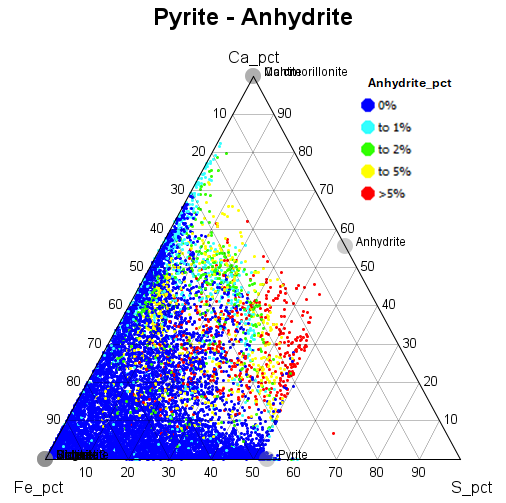 Pyrite - Anhydrite
Ca_pct
Anhydrite_pct
0%
to 1%
to 2%
to 5%
>5%
10 90
20 80
30 70
40 60
Anhydrite
50 50
60 40
70 30
80 20
90 10
Pyrite
10 20 30 40 50 60 70 80 90
Fe_pct S_pct